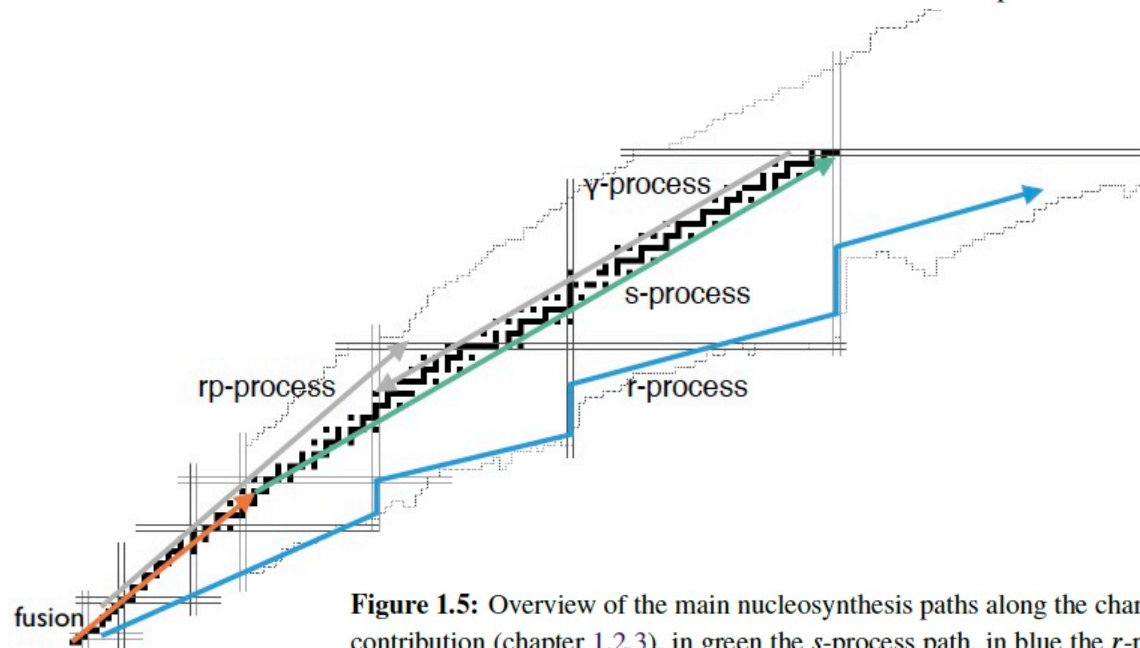 γ-process
s-process
rp-process
r-process
fusion
Figure 1.5: Overview of the main nucleosynthesis paths along the char
contribution (chapter 1.2.3), in green the s-process path, in blue the r-p